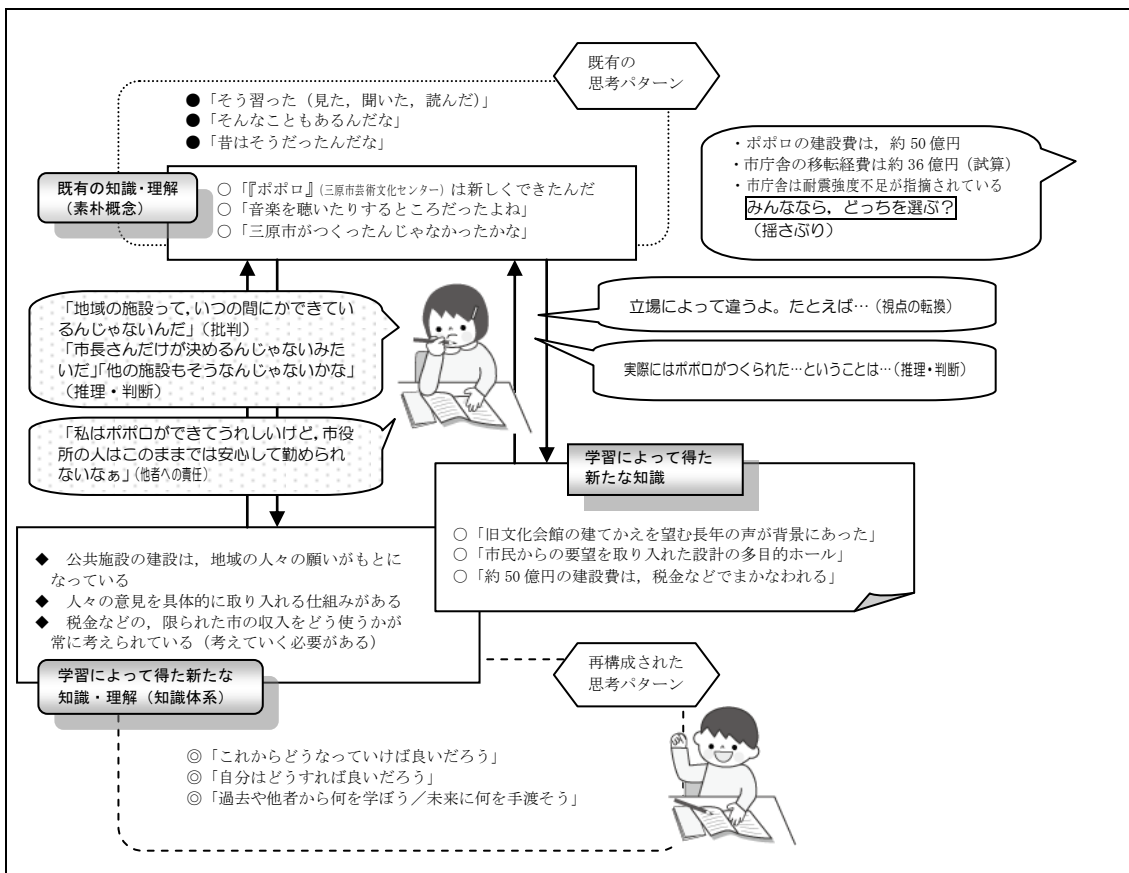 既有の
思考パターン
●「そう習った（見た，聞いた，読んだ）」
●「そんなこともあるんだな」
●「昔はそうだったんだな」
・ポポロの建設費は，約50億円
・市庁舎の移転経費は約36億円（試算）
・市庁舎は耐震強度不足が指摘されている
みんななら，どっちを選ぶ？
（揺さぶり）
既有の知識・理解
（素朴概念）
○「『ポポロ』（三原市芸術文化センター）は新しくできたんだ
○「音楽を聴いたりするところだったよね」
○「三原市がつくったんじゃなかったかな」
「地域の施設って，いつの間にかできてい
るんじゃないんだ」（批判）
「市長さんだけが決めるんじゃないみた
いだ」「他の施設もそうなんじゃないかな」
（推理・判断）
立場によって違うよ。たとえば…（視点の転換）
実際にはポポロがつくられた…ということは…（推理・判断）
「私はポポロができてうれしいけど，市役
所の人はこのままでは安心して勤められ
ないなぁ」（他者への責任）
学習によって得た
新たな知識
○「旧文化会館の建てかえを望む長年の声が背景にあった」
○「市民からの要望を取り入れた設計の多目的ホール」
○「約50億円の建設費は，税金などでまかなわれる」
◆　公共施設の建設は，地域の人々の願いがもとに
なっている
◆　人々の意見を具体的に取り入れる仕組みがある
◆　税金などの，限られた市の収入をどう使うかが
常に考えられている（考えていく必要がある）
学習によって得た新たな
知識・理解（知識体系）
再構成された
思考パターン
◎「これからどうなっていけば良いだろう」
◎「自分はどうすれば良いだろう」
◎「過去や他者から何を学ぼう／未来に何を手渡そう」